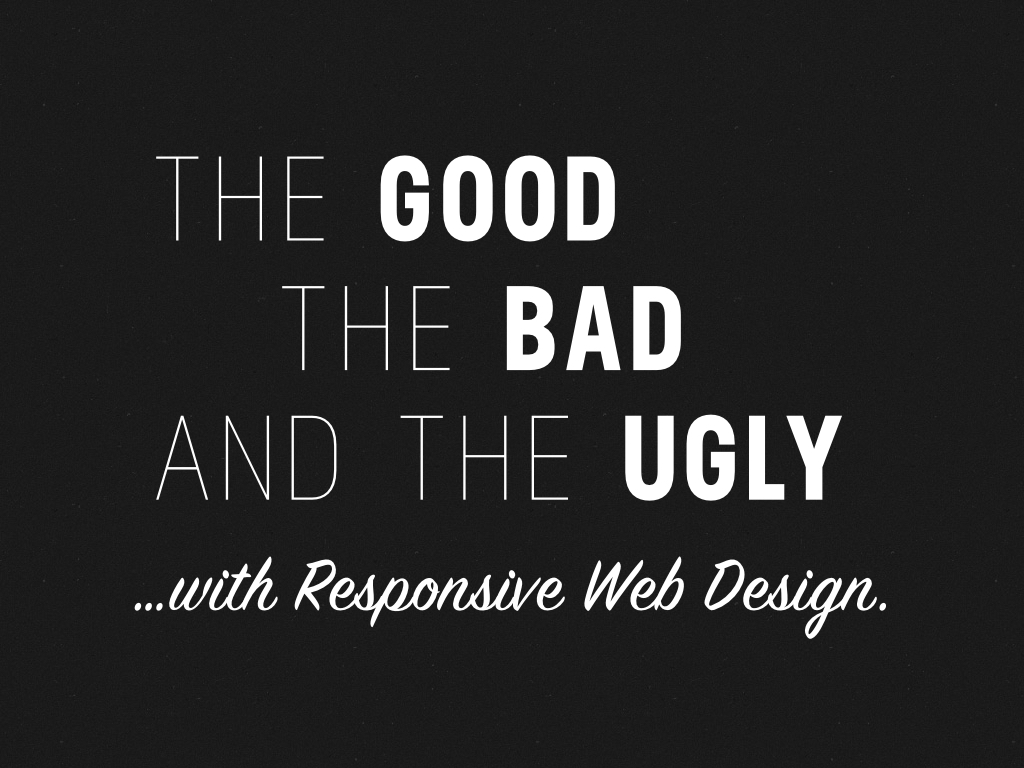 THE GOOD
THE BAD
AND THE UGLY
...with Responsive Web Design.